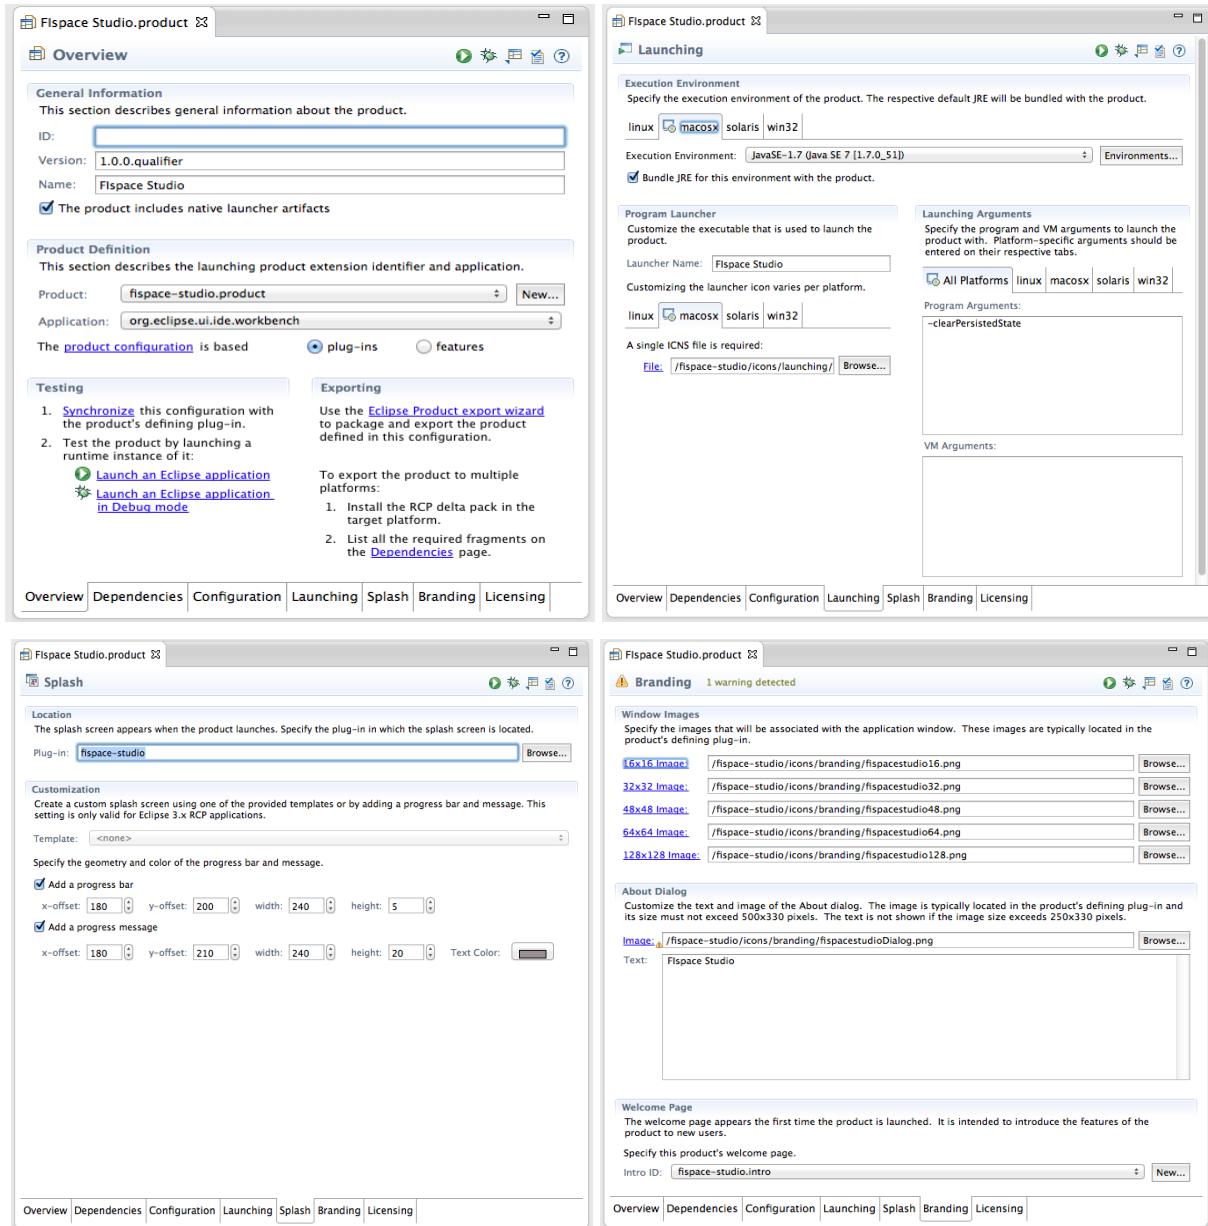 FIspace Studio.product
Overview
General Information
This section describes general information about the product.
ID:
Version: 1.0.0.qualifier
Name: FIspace Studio
The product includes native launcher artifacts
Product Definition
This section describes the launching product extension identifier and application.
Product: fispace-studio.product New...
Application: org.eclipse.ui.ide.workbench
The product configuration is based plug-ins features
Testing
1. Synchronize this configuration with
the product's defining plug-in.
2. Test the product by launching a
runtime instance of it:
Launch an Eclipse application
Launch an Eclipse application
in Debug mode
Exporting
Use the Eclipse Product export wizard
to package and export the product
defined in this configuration.
To export the product to multiple
platforms:
1. Install the RCP delta pack in the
target platform.
2. List all the required fragments on
the Dependencies page.
Overview Dependencies Configuration Launching Splash Branding Licensing
FIspace Studio.product
Launching
Execution Environment
Specify the execution environment of the product. The respective default JRE will be bundled with the product.
linux macosx solaris win32
Execution Environment: JavaSE-1.7 (Java SE 7 [1.7.0_51]) Environments...
Bundle JRE for this environment with the product.
Program Launcher
Customize the executable that is used to launch the
product.
Launcher Name: FIspace Studio
Customizing the launcher icon varies per platform.
linux macosx solaris win32
A single ICNS file is required:
File: /fispace-studio/icons/launching/ Browse...
Launching Arguments
Specify the program and VM arguments to launch the
product with. Platform-specific arguments should be
entered on their respective tabs.
All Platforms linux macosx solaris win32
Program Arguments:
-clearPersistedState
VM Arguments:
Overview Dependencies Configuration Launching Splash Branding Licensing
FIspace Studio.product
Splash
Location
The splash screen appears when the product launches. Specify the plug-in in which the splash screen is located.
Plug-in: fispace-studio Browse...
Customization
Create a custom splash screen using one of the provided templates or by adding a progress bar and message. This
setting is only valid for Eclipse 3.x RCP applications.
Template: <none>
Specify the geometry and color of the progress bar and message.
Add a progress bar
x-offset: 180 y-offset: 200 width: 240 height: 5
Add a progress message
x-offset: 180 y-offset: 210 width: 240 height: 20 Text Color:
Overview Dependencies Configuration Launching Splash Branding Licensing
FIspace Studio.product
Branding 1 warning detected
Window Images
Specify the images that will be associated with the application window. These images are typically located in the
product's defining plug-in.
16x16 Image: /fispace-studio/icons/branding/fispacestudio16.png Browse...
32x32 Image: /fispace-studio/icons/branding/fispacestudio32.png Browse...
48x48 Image: /fispace-studio/icons/branding/fispacestudio48.png Browse...
64x64 Image: /fispace-studio/icons/branding/fispacestudio64.png Browse...
128x128 Image: /fispace-studio/icons/branding/fispacestudio128.png Browse...
About Dialog
Customize the text and image of the About dialog. The image is typically located in the product's defining plug-in and
its size must not exceed 500x330 pixels. The text is not shown if the image size exceeds 250x330 pixels.
Image: /fispace-studio/icons/branding/fispacestudioDialog.png Browse...
Text: FIspace Studio
Welcome Page
The welcome page appears the first time the product is launched. It is intended to introduce the features of the
product to new users.
Specify this product's welcome page.
Intro ID: fispace-studio.intro New...
Overview Dependencies Configuration Launching Splash Branding Licensing